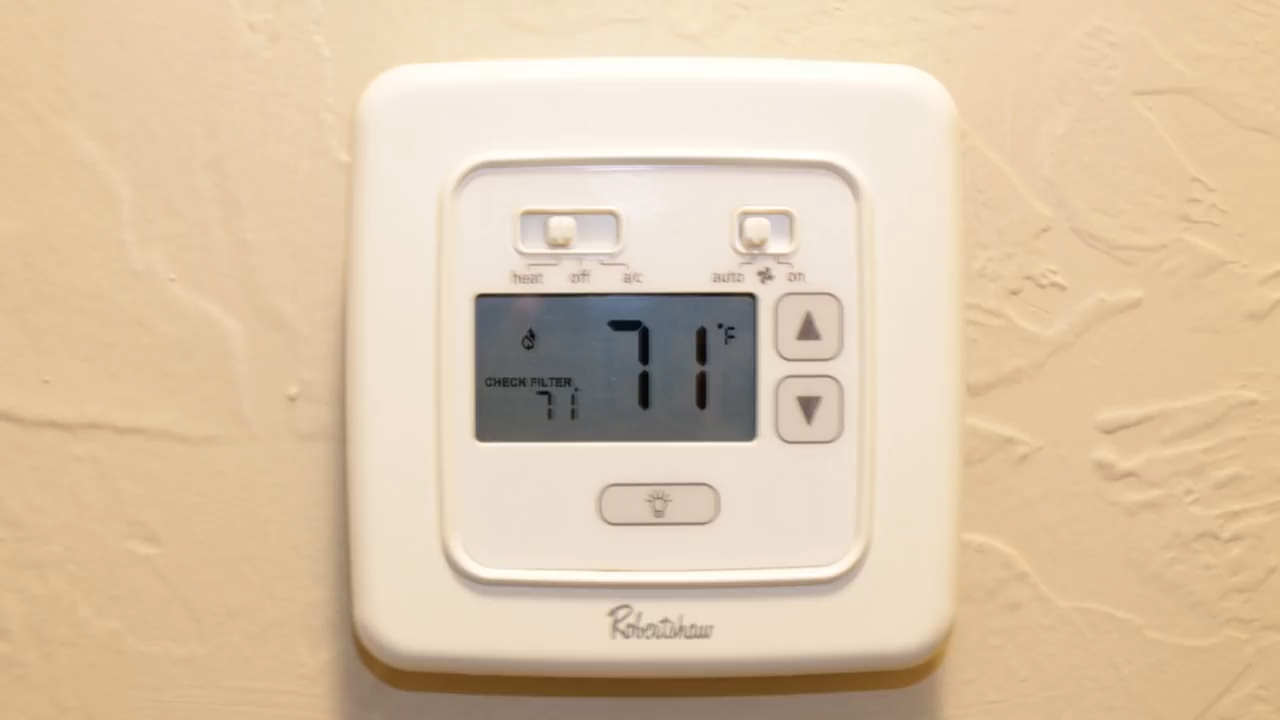 heat off a/c auto on
71 °F
CHECK FILTER
71°
Robertshaw